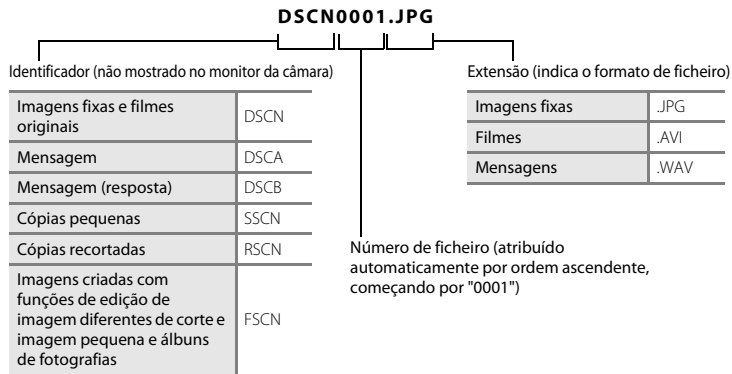 DSCN0001.JPG
Identificador (não mostrado no monitor da câmara)
Imagens fixas e filmes
originais
DSCN
Mensagem
DSCA
Mensagem (resposta)
DSCB
Cópias pequenas
SSCN
Cópias recortadas
RSCN
Imagens criadas com
funções de edição de
imagem diferentes de corte e
imagem pequena e álbuns
de fotografias
FSCN
Extensão (indica o formato de ficheiro)
Imagens fixas
.JPG
Filmes
.AVI
Mensagens
.WAV
Número de ficheiro (atribuído
automaticamente por ordem ascendente,
começando por "0001")